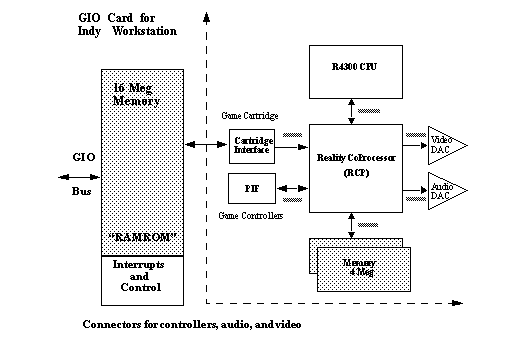 GIO Card for
Indy Workstation
16 Meg
Memory
R4300 CPU
Game Cartridge
Cartridge
Interface
Reality CoProcessor
(RCP)
Video
DAC
GIO
Bus
PIF
Audio
DAC
Game Controllers
"RAMROM"
Memory
4 Meg
Interrupts
and
Control
Connectors for controllers, audio, and video